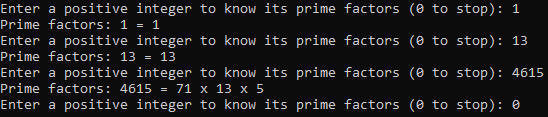 Enter a positive integer to know its prime factors (0 to stop): 1
Prime factors: 1 = 1
Enter a positive integer to know its prime factors (0 to stop): 13
Prime factors: 13 = 13
Enter a positive integer to know its prime factors (0 to stop): 4615
Prime factors: 4615 = 71 x 13 x 5
Enter a positive integer to know its prime factors (0 to stop): 0